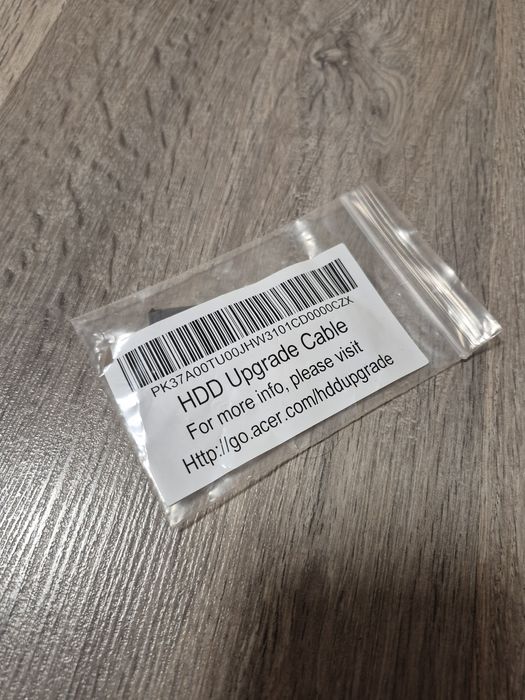 PK37A00TU00JHW3101CD0000CZX
HDD Upgrade Cable
For more info, please visit
Http://go.acer.com/hddupgrade